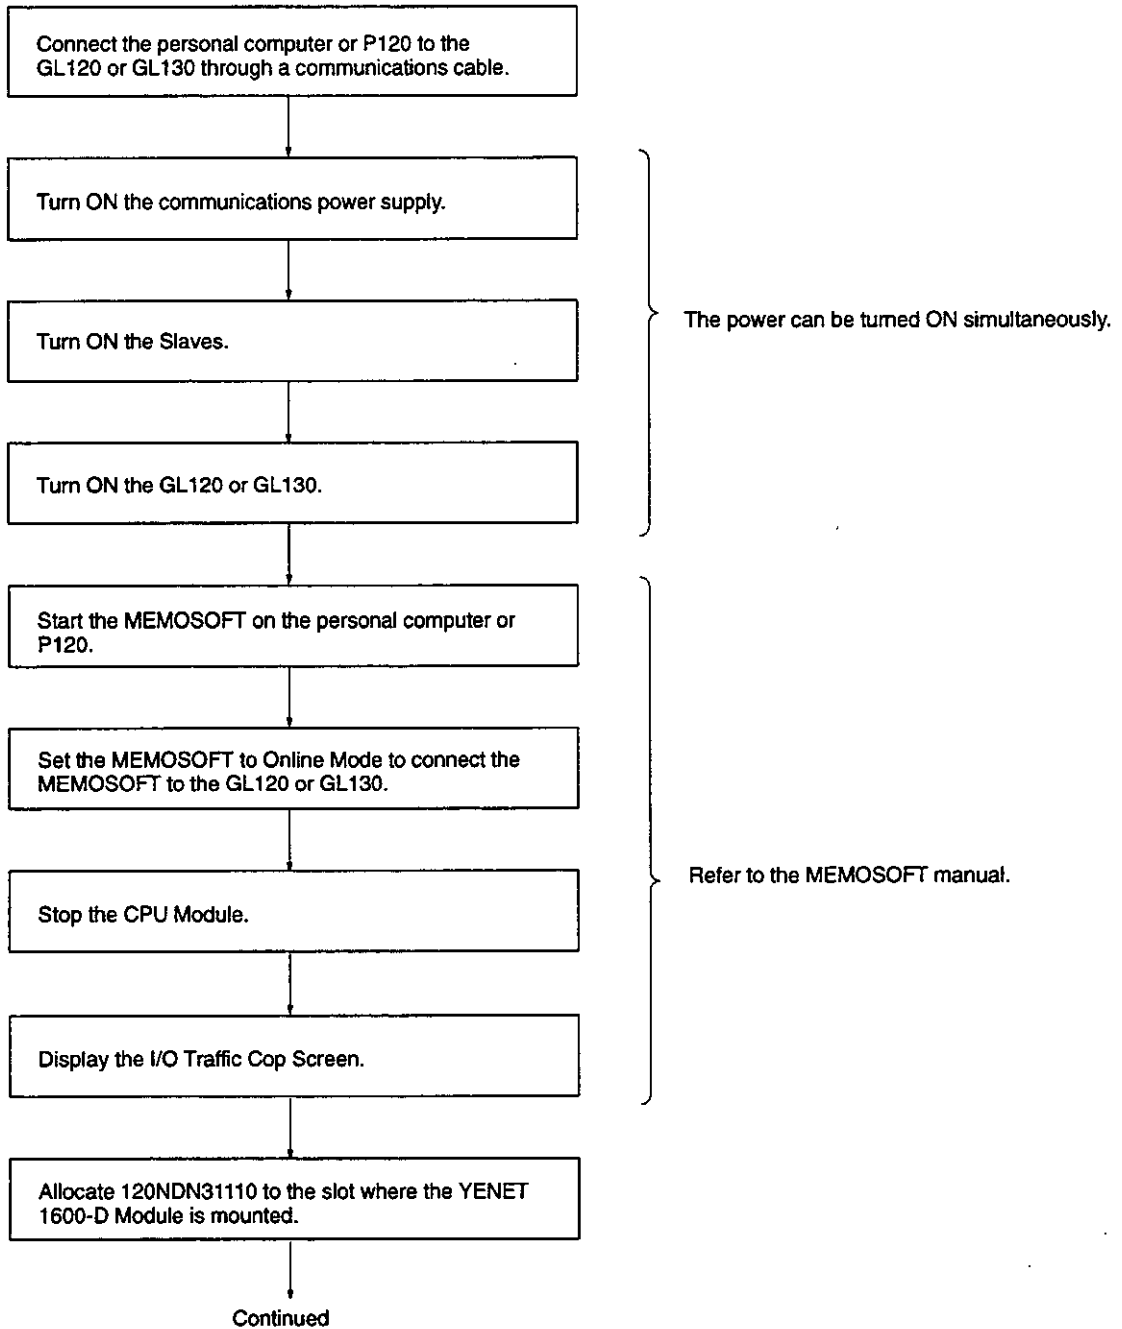 Connect the personal computer or P120 to the
GL120 or GL130 through a communications cable.
Turn ON the communications power supply.
Turn ON the Slaves.
The power can be turned ON simultaneously.
Turn ON the GL120 or GL130.
Start the MEMOSOFT on the personal computer or
P120.
Set the MEMOSOFT to Online Mode to connect the
MEMOSOFT to the GL120 or GL130.
Stop the CPU Module.
Refer to the MEMOSOFT manual.
Display the I/O Traffic Cop Screen.
Allocate 120NDN31110 to the slot where the YENET
1600-D Module is mounted.
Continued